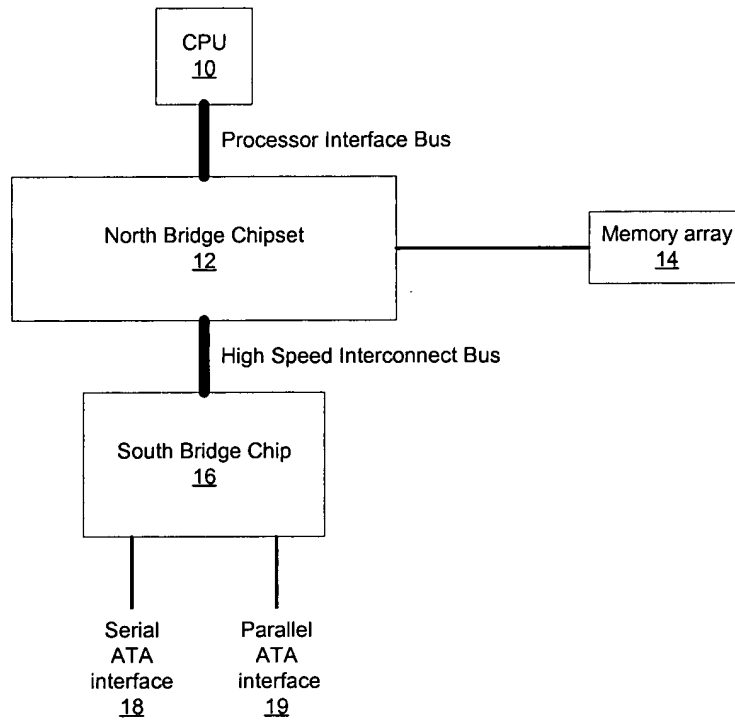 CPU
10
Processor Interface Bus
North Bridge Chipset
12
Memory array
14
High Speed Interconnect Bus
South Bridge Chip
16
Serial
ATA
interface
18
Parallel
ATA
interface
19